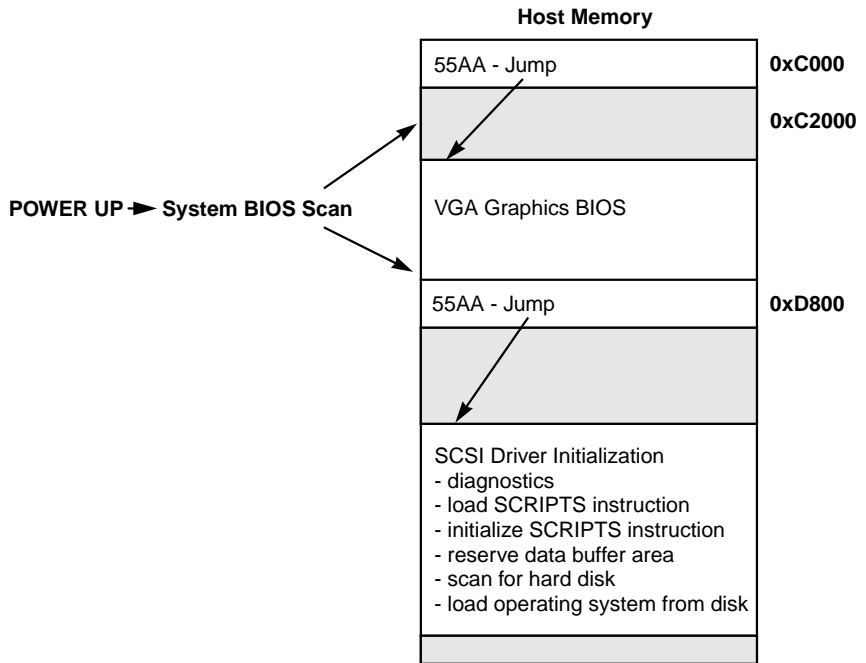 Host Memory
55AA - Jump
0xC000
0xC2000
POWER UP
System BIOS Scan
VGA Graphics BIOS
55AA - Jump
0xD800
SCSI Driver Initialization
- diagnostics
- load SCRIPTS instruction
- initialize SCRIPTS instruction
- reserve data buffer area
- scan for hard disk
- load operating system from disk